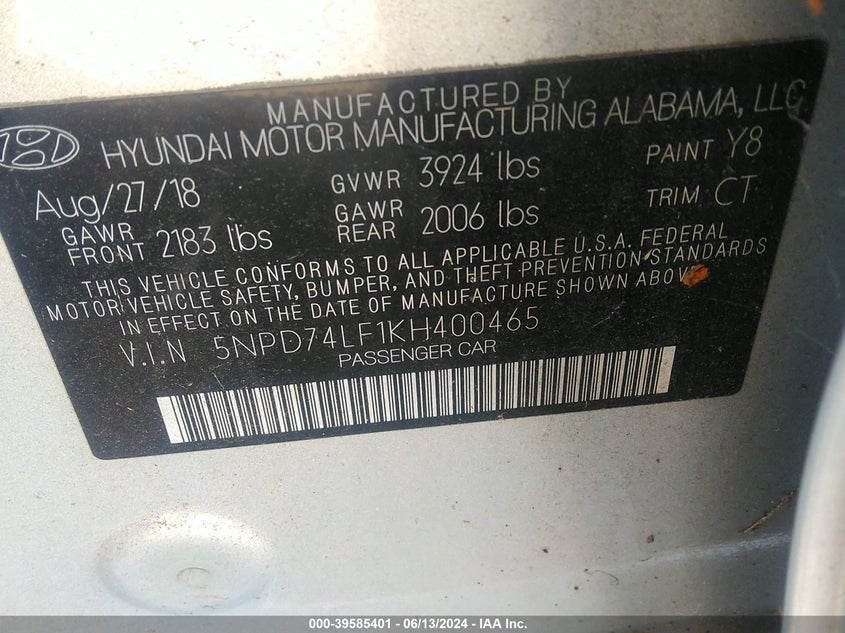 MANUFACTURED BY
HYUNDAI MOTOR MANUFACTURING ALABAMA, LLC
Aug/27/18 GVWR 3924 lbs PAINT Y8
GAWR FRONT 2183 lbs GAWR REAR 2006 lbs TRIM CT
THIS VEHICLE CONFORMS TO ALL APPLICABLE U.S.A. FEDERAL
MOTOR VEHICLE SAFETY, BUMPER, AND THEFT PREVENTION STANDARDS
IN EFFECT ON THE DATE OF MANUFACTURE SHOWN ABOVE
V.I.N 5NPD74LF1KH400465
PASSENGER CAR
000-39585401 - 06/13/2024 - IAA Inc.